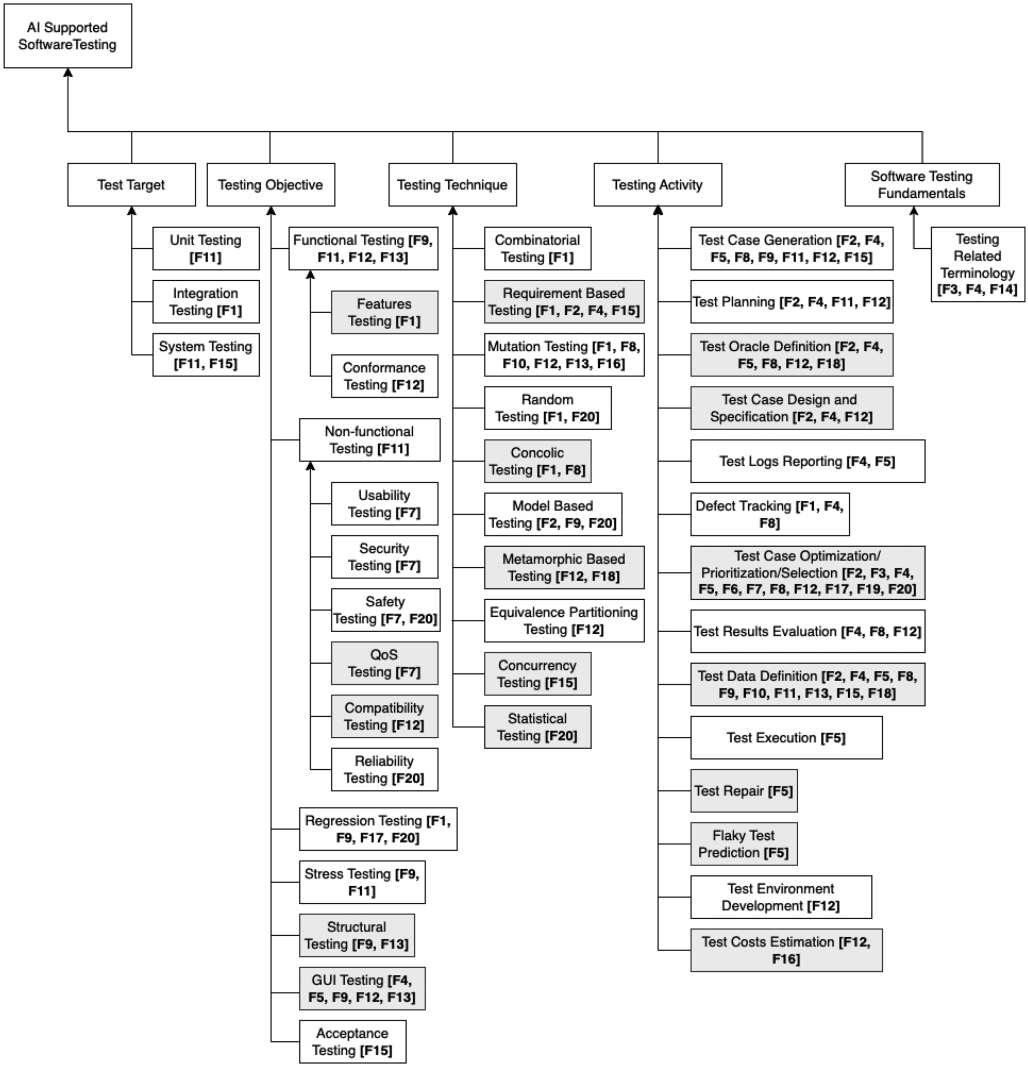 AI Supported
SoftwareTesting
Test Target
Testing Objective
Testing Technique
Testing Activity
Software Testing
Fundamentals
Unit Testing
[F11]
Integration
Testing [F1]
System Testing
[F11, F15]
Functional Testing [F9,
F11, F12, F13]
Features
Testing [F1]
Conformance
Testing [F12]
Non-functional
Testing [F11]
Usability
Testing [F7]
Security
Testing [F7]
Safety
Testing [F7, F20]
QoS
Testing [F7]
Compatibility
Testing [F12]
Reliability
Testing [F20]
Regression Testing [F1,
F9, F17, F20]
Stress Testing [F9,
F11]
Structural
Testing [F9, F13]
GUI Testing [F4,
F5, F9, F12, F13]
Acceptance
Testing [F15]
Combinatorial
Testing [F1]
Requirement Based
Testing [F1, F2, F4, F15]
Mutation Testing [F1, F8,
F10, F12, F13, F16]
Random
Testing [F1, F20]
Concolic
Testing [F1, F8]
Model Based
Testing [F2, F9, F20]
Metamorphic Based
Testing [F12, F18]
Equivalence Partitioning
Testing [F12]
Concurrency
Testing [F15]
Statistical
Testing [F20]
Test Case Generation [F2, F4,
F5, F8, F9, F11, F12, F15]
Test Planning [F2, F4, F11, F12]
Test Oracle Definition [F2, F4,
F5, F8, F12, F18]
Test Case Design and
Specification [F2, F4, F12]
Test Logs Reporting [F4, F5]
Defect Tracking [F1, F4,
F8]
Test Case Optimization/
Prioritization/Selection [F2, F3, F4,
F5, F6, F7, F8, F12, F17, F19, F20]
Test Results Evaluation [F4, F8, F12]
Test Data Definition [F2, F4, F5, F8,
F9, F10, F11, F13, F15, F18]
Test Execution [F5]
Test Repair [F5]
Flaky Test
Prediction [F5]
Test Environment
Development [F12]
Test Costs Estimation [F12,
F16]
Testing
Related
Terminology
[F3, F4, F14]